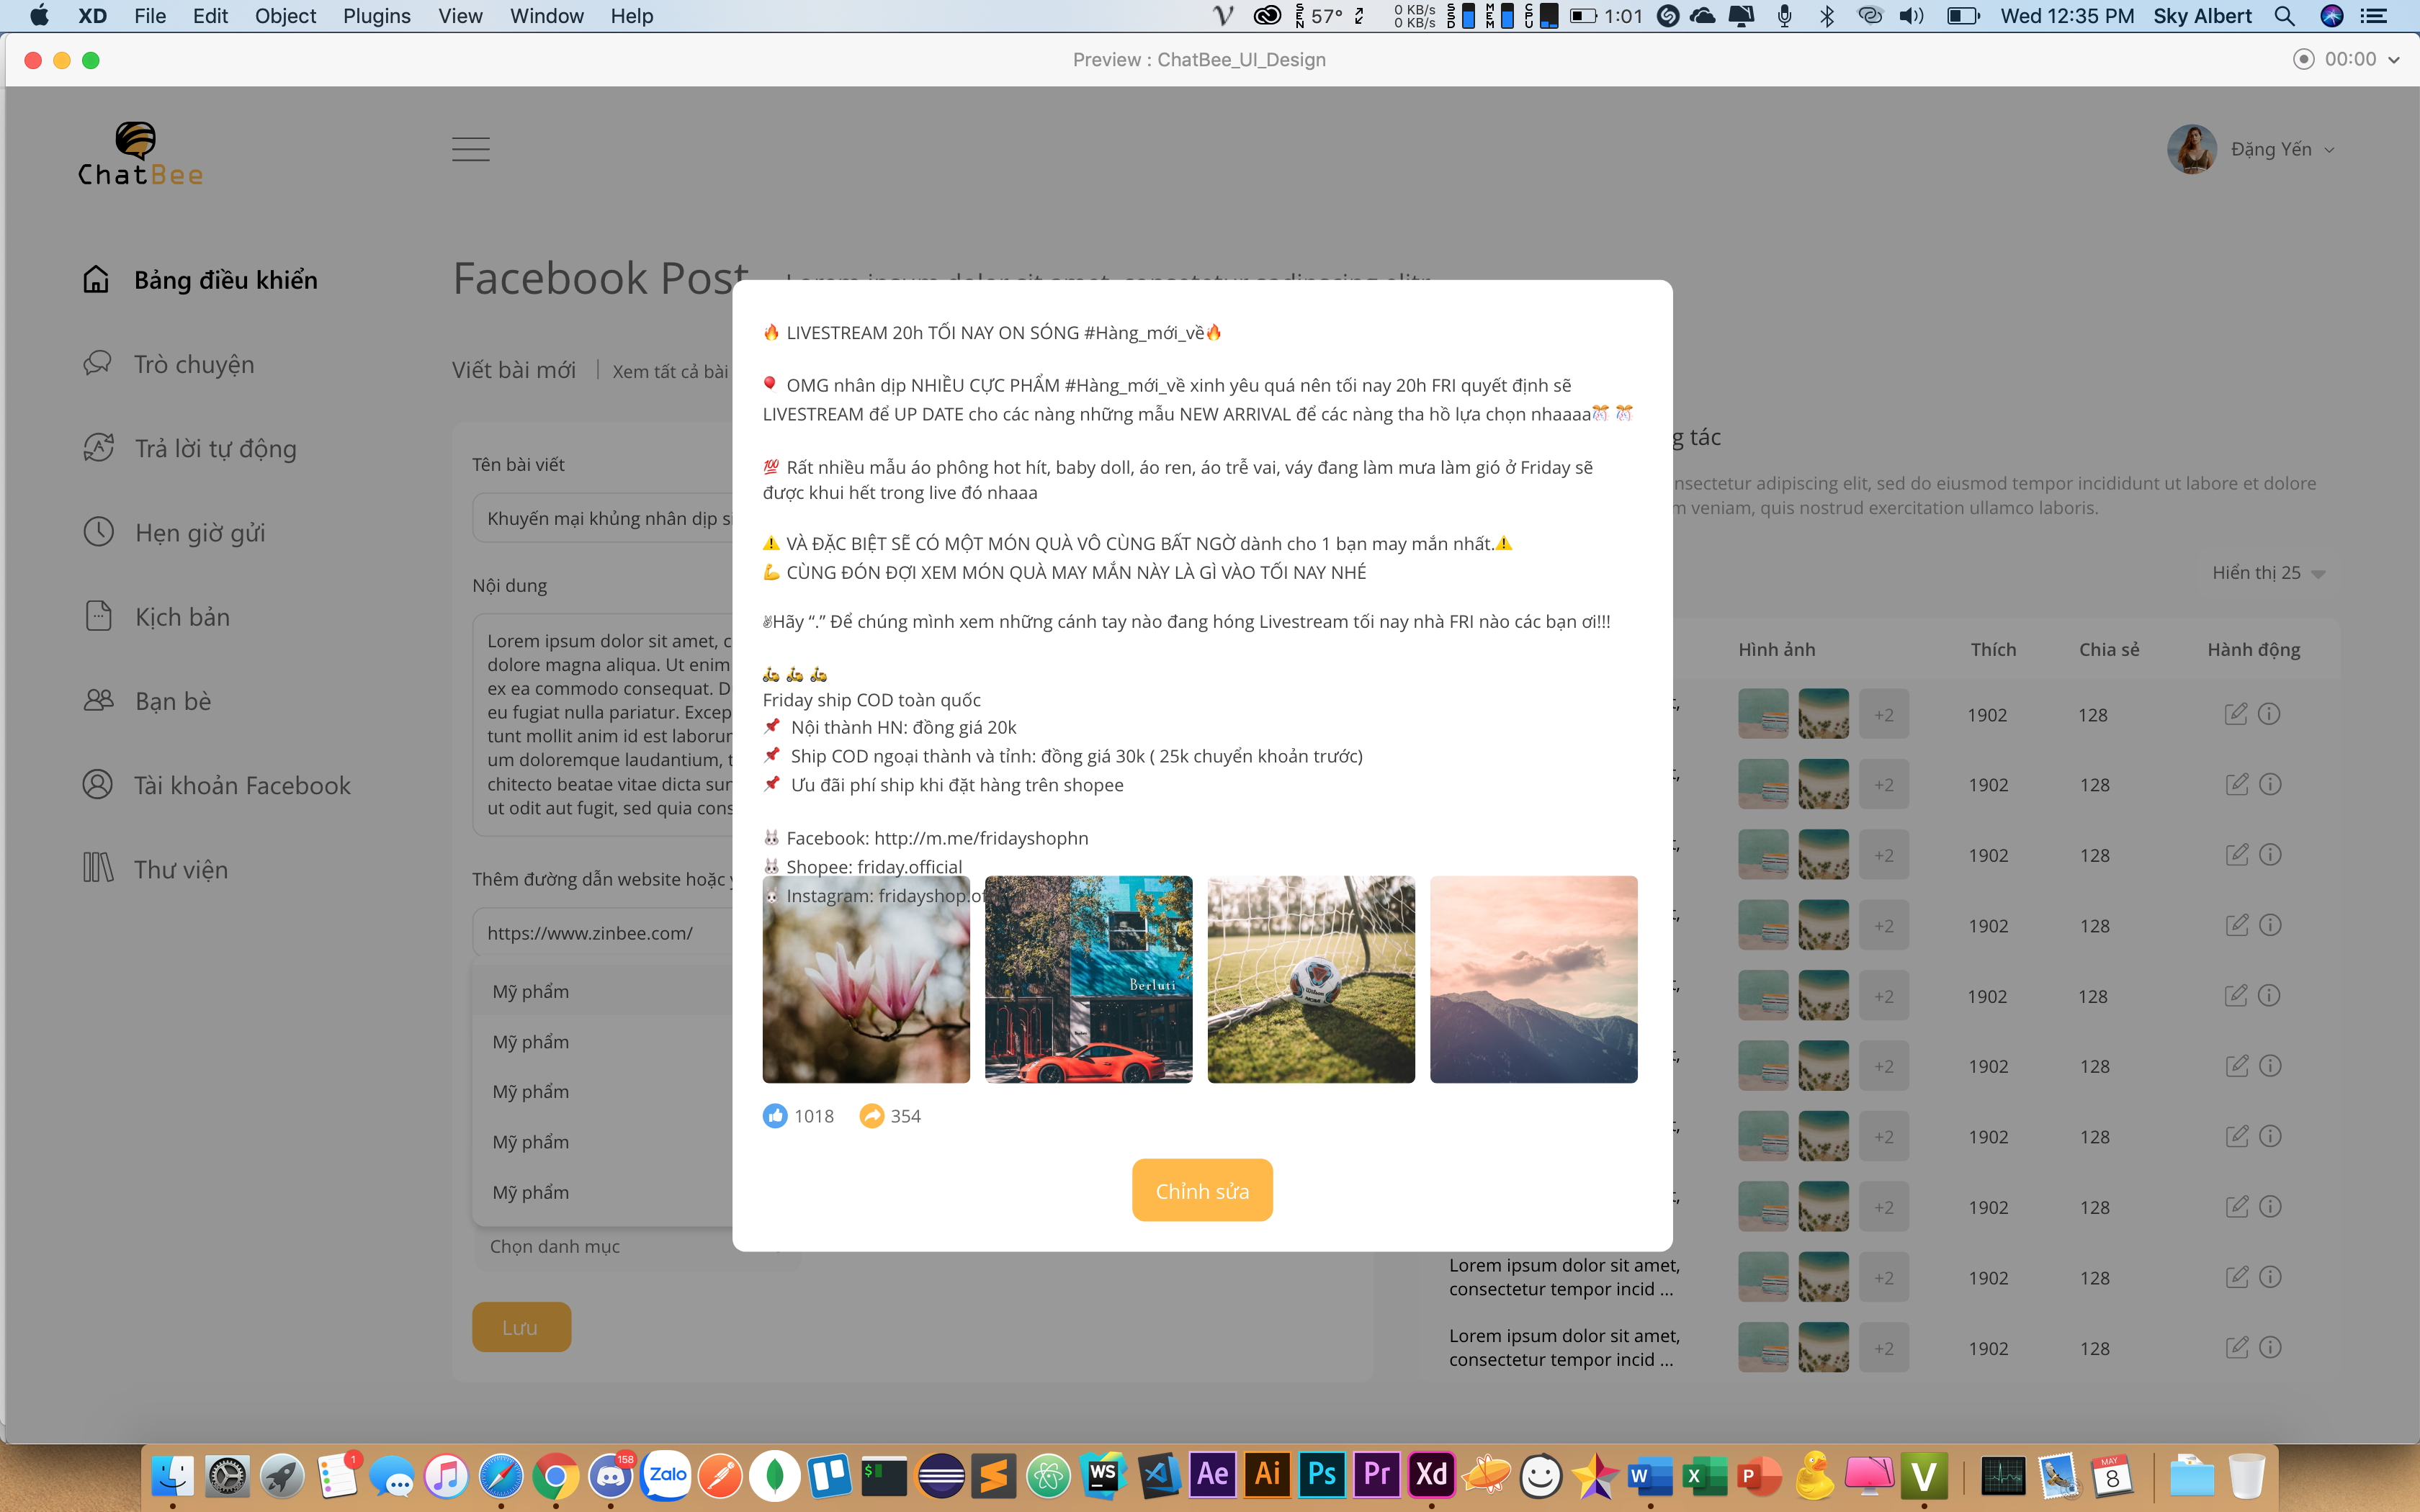 XD File Edit Object Plugins View Window Help
SEN 57° 0 KB/s 0 KB/s SSD MEM CPU 1:01 Wed 12:35 PM Sky Albert
Preview : ChatBee_UI_Design
00:00
ChatBee
Đặng Yến
Bảng điều khiển
Trò chuyện
Trả lời tự động
Hẹn giờ gửi
Kịch bản
Bạn bè
Tài khoản Facebook
Thư viện
Facebook Post
Lorem ipsum dolor sit amet, consetetur sadipscing elitr
Viết bài mới | Xem tất cả bài
Tên bài viết
Khuyến mại khủng nhân dịp
Nội dung
Lorem ipsum dolor sit amet,
dolore magna aliqua. Ut enim
ex ea commodo consequat.
eu fugiat nulla pariatur.
tunt mollit anim id est
um doloremque laudantium,
chitecto beatae vitae dicta
ut odit aut fugit, sed quia
Thêm đường dẫn website hoặc
https://www.zinbee.com/
Mỹ phẩm
Mỹ phẩm
Mỹ phẩm
Mỹ phẩm
Mỹ phẩm
Chọn danh mục
Lưu
🔥 LIVESTREAM 20h TỐI NAY ON SÓNG #Hàng_mới_về🔥
🎈 OMG nhân dịp NHIỀU CỰC PHẨM #Hàng_mới_về xinh yêu quá nên tối nay 20h FRI quyết định sẽ
LIVESTREAM để UP DATE cho các nàng những mẫu NEW ARRIVAL để các nàng tha hồ lựa chọn nhaaaa🎊 🎊
💯 Rất nhiều mẫu áo phông hot hít, baby doll, áo ren, áo trễ vai, váy đang làm mưa làm gió ở Friday sẽ
được khui hết trong live đó nhaaa
⚠️ VÀ ĐẶC BIỆT SẼ CÓ MỘT MÓN QUÀ VÔ CÙNG BẤT NGỜ dành cho 1 bạn may mắn nhất.⚠️
💪 CÙNG ĐÓN ĐỢI XEM MÓN QUÀ MAY MẮN NÀY LÀ GÌ VÀO TỐI NAY NHÉ
✌Hãy “.” Để chúng mình xem những cánh tay nào đang hóng Livestream tối nay nhà FRI nào các bạn ơi!!!
🛵 🛵 🛵
Friday ship COD toàn quốc
📌 Nội thành HN: đồng giá 20k
📌 Ship COD ngoại thành và tỉnh: đồng giá 30k ( 25k chuyển khoản trước)
📌 Ưu đãi phí ship khi đặt hàng trên shopee
🐰 Facebook: http://m.me/fridayshophn
🐰 Shopee: friday.official
🐰 Instagram: fridayshop.of
Berluti
1018 354
Chỉnh sửa
g tác
nsectetur adipiscing elit, sed do eiusmod tempor incididunt ut labore et dolore
m veniam, quis nostrud exercitation ullamco laboris.
Hiển thị 25
Hình ảnh Thích Chia sẻ Hành động
+2 1902 128
+2 1902 128
+2 1902 128
+2 1902 128
+2 1902 128
+2 1902 128
+2 1902 128
+2 1902 128
Lorem ipsum dolor sit amet,
consectetur tempor incid ...
+2 1902 128
Lorem ipsum dolor sit amet,
consectetur tempor incid ...
+2 1902 128
1 158 Zalo $ WS Ae Ai Ps Pr Xd W X P V MAY 8